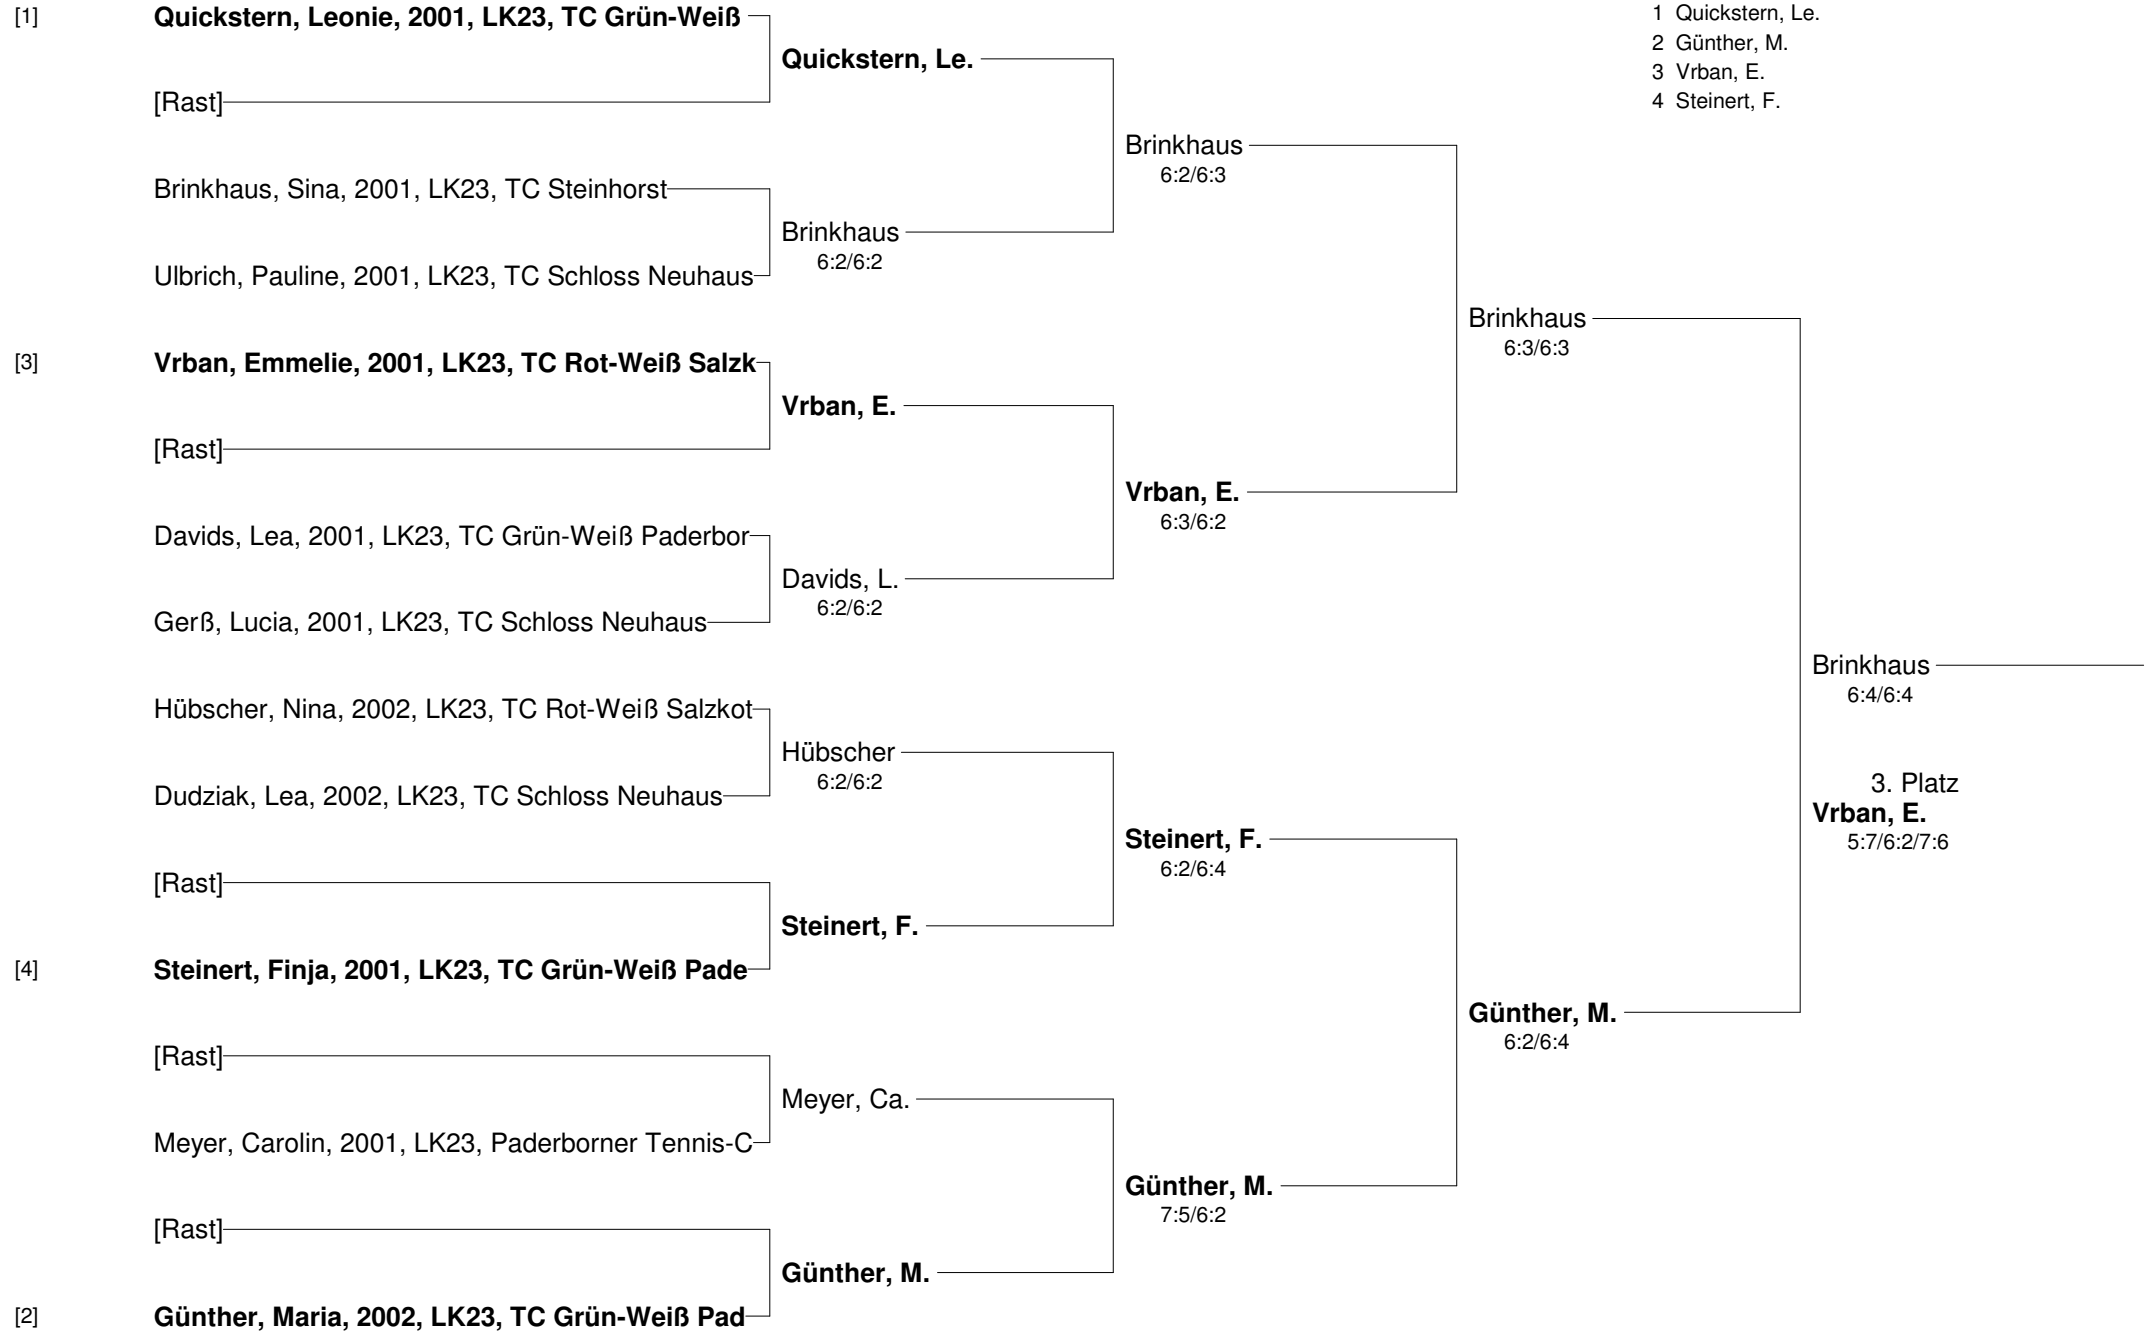 [1] Quickstern, Leonie, 2001, LK23, TC Grün-Weiß
[Rast]
Brinkhaus, Sina, 2001, LK23, TC Steinhorst
Ulbrich, Pauline, 2001, LK23, TC Schloss Neuhaus
[3] Vrban, Emmelie, 2001, LK23, TC Rot-Weiß Salzk
[Rast]
Davids, Lea, 2001, LK23, TC Grün-Weiß Paderbor
Gerß, Lucia, 2001, LK23, TC Schloss Neuhaus
Hübscher, Nina, 2002, LK23, TC Rot-Weiß Salzkot
Dudziak, Lea, 2002, LK23, TC Schloss Neuhaus
[Rast]
[4] Steinert, Finja, 2001, LK23, TC Grün-Weiß Pade
[Rast]
Meyer, Carolin, 2001, LK23, Paderborner Tennis-C
[Rast]
[2] Günther, Maria, 2002, LK23, TC Grün-Weiß Pad
Quickstern, Le.
Brinkhaus
6:2/6:2
Vrban, E.
Davids, L.
6:2/6:2
Hübscher
6:2/6:2
Steinert, F.
Meyer, Ca.
Günther, M.
Brinkhaus
6:2/6:3
Vrban, E.
6:3/6:2
Steinert, F.
6:2/6:4
Günther, M.
7:5/6:2
Brinkhaus
6:3/6:3
Günther, M.
6:2/6:4
Brinkhaus
6:4/6:4
3. Platz
Vrban, E.
5:7/6:2/7:6
1 Quickstern, Le.
2 Günther, M.
3 Vrban, E.
4 Steinert, F.